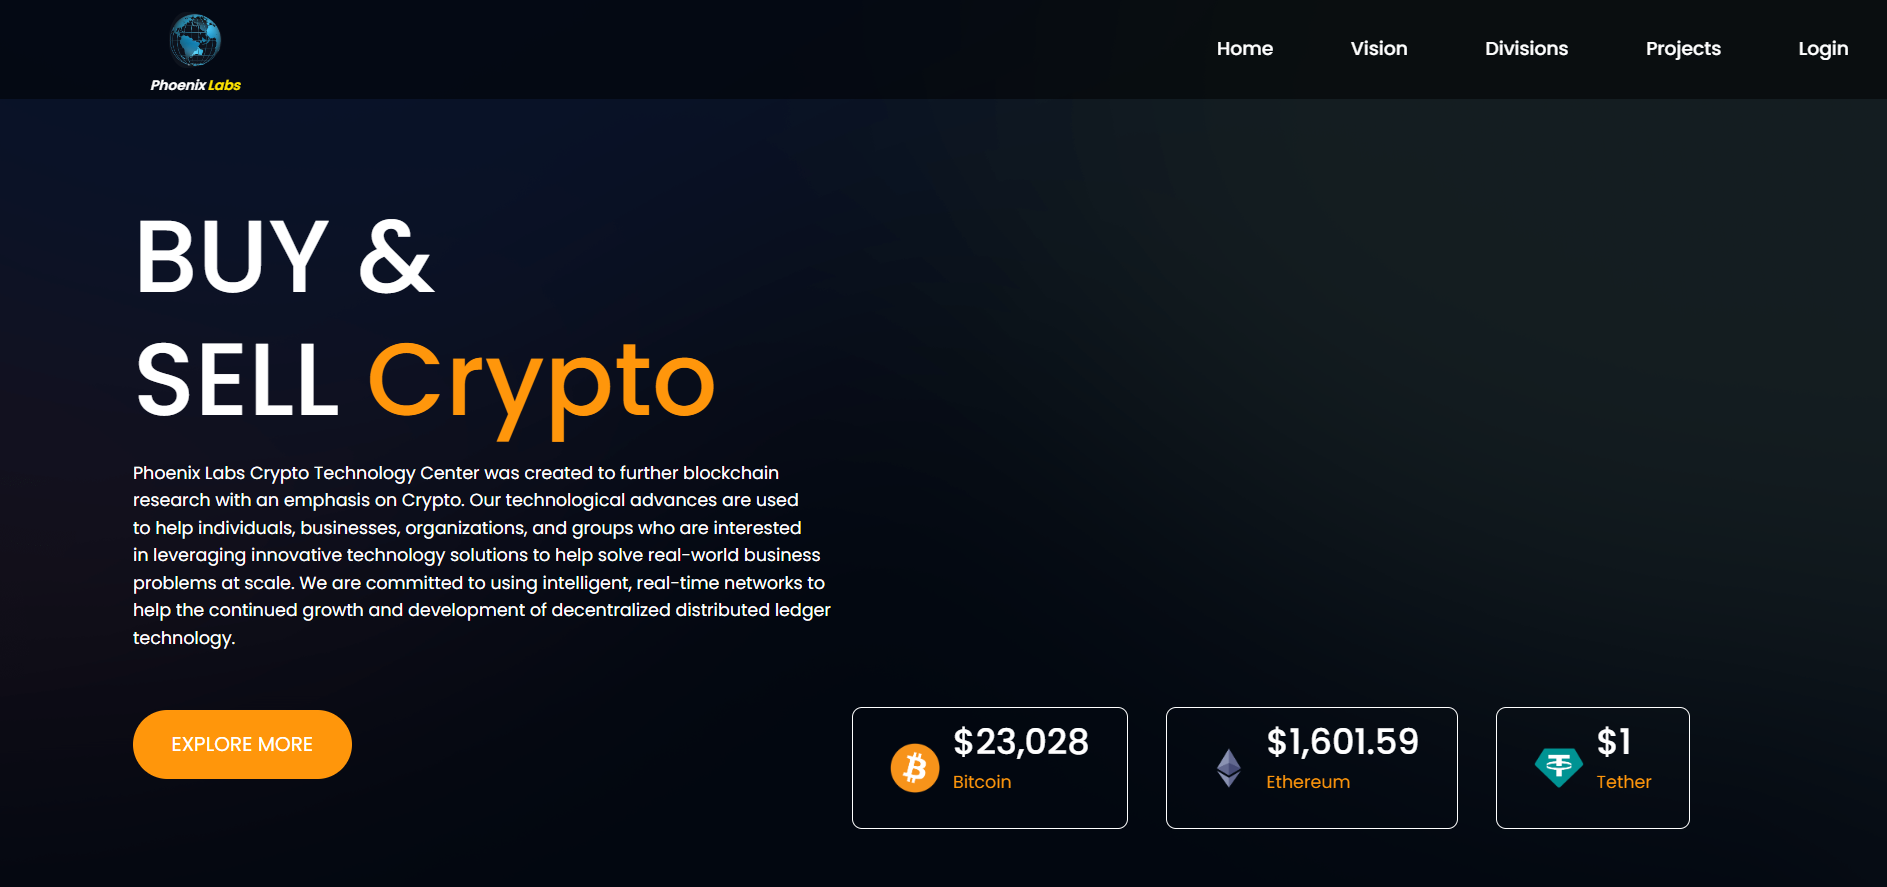 Phoenix Labs
Home
Vision
Divisions
Projects
Login
BUY &
SELL Crypto
Phoenix Labs Crypto Technology Center was created to further blockchain
research with an emphasis on Crypto. Our technological advances are used
to help individuals, businesses, organizations, and groups who are interested
in leveraging innovative technology solutions to help solve real-world business
problems at scale. We are committed to using intelligent, real-time networks to
help the continued growth and development of decentralized distributed ledger
technology.
EXPLORE MORE
$23,028
Bitcoin
$1,601.59
Ethereum
$1
Tether